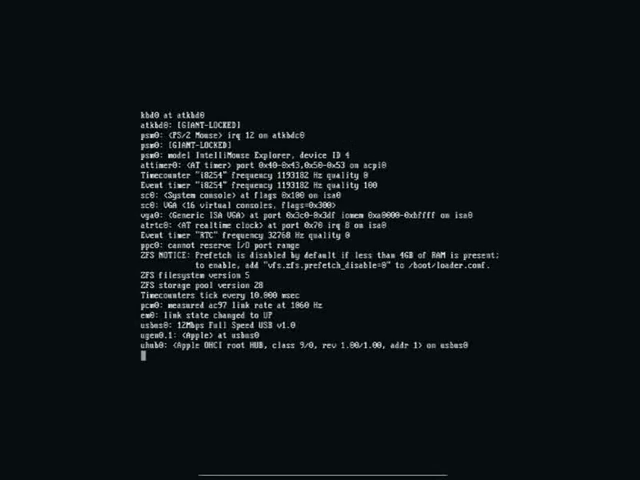 kbd0 at atkbd0
atkbd0: [GIANT-LOCKED]
psm0: <PS/2 Mouse> irq 12 on atkbdc0
psm0: [GIANT-LOCKED]
psm0: model IntelliMouse Explorer, device ID 4
attimer0: <AT timer> port 0x40-0x43,0x50-0x53 on acpi0
Timecounter "i8254" frequency 1193182 Hz quality 0
Event timer "i8254" frequency 1193182 Hz quality 100
sc0: <System console> at flags 0x100 on isa0
sc0: VGA <16 virtual consoles, flags=0x300>
vga0: <Generic ISA VGA> at port 0x3c0-0x3df iomem 0xa0000-0xbffff on isa0
atrtc0: <AT realtime clock> at port 0x70 irq 8 on isa0
Event timer "RTC" frequency 32768 Hz quality 0
ppc0: cannot reserve I/O port range
ZFS NOTICE: Prefetch is disabled by default if less than 4GB of RAM is present;
to enable, add "vfs.zfs.prefetch_disable=0" to /boot/loader.conf.
ZFS filesystem version 5
ZFS storage pool version 28
Timecounters tick every 10.000 msec
pcm0: measured ac97 link rate at 1860 Hz
em0: link state changed to UP
usbus0: 12Mbps Full Speed USB v1.0
ugen0.1: <Apple> at usbus0
uhub0: <Apple OHCI root HUB, class 9/0, rev 1.00/1.00, addr 1> on usbus0